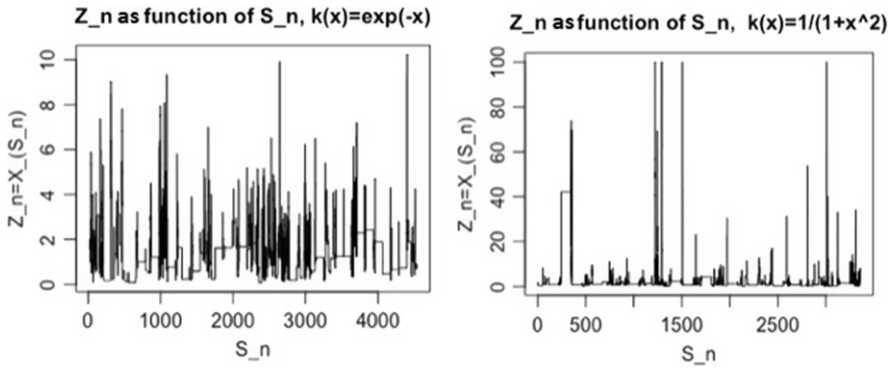 Z_n as function of S_n, k(x)=exp(-x)
Z_n=X_(S_n)
10
8
6
4
2
0
0 1000 2000 3000 4000
S_n
Z_n as function of S_n, k(x)=1/(1+x^2)
Z_n=X_(S_n)
100
80
60
40
20
0
0 500 1500 2500
S_n